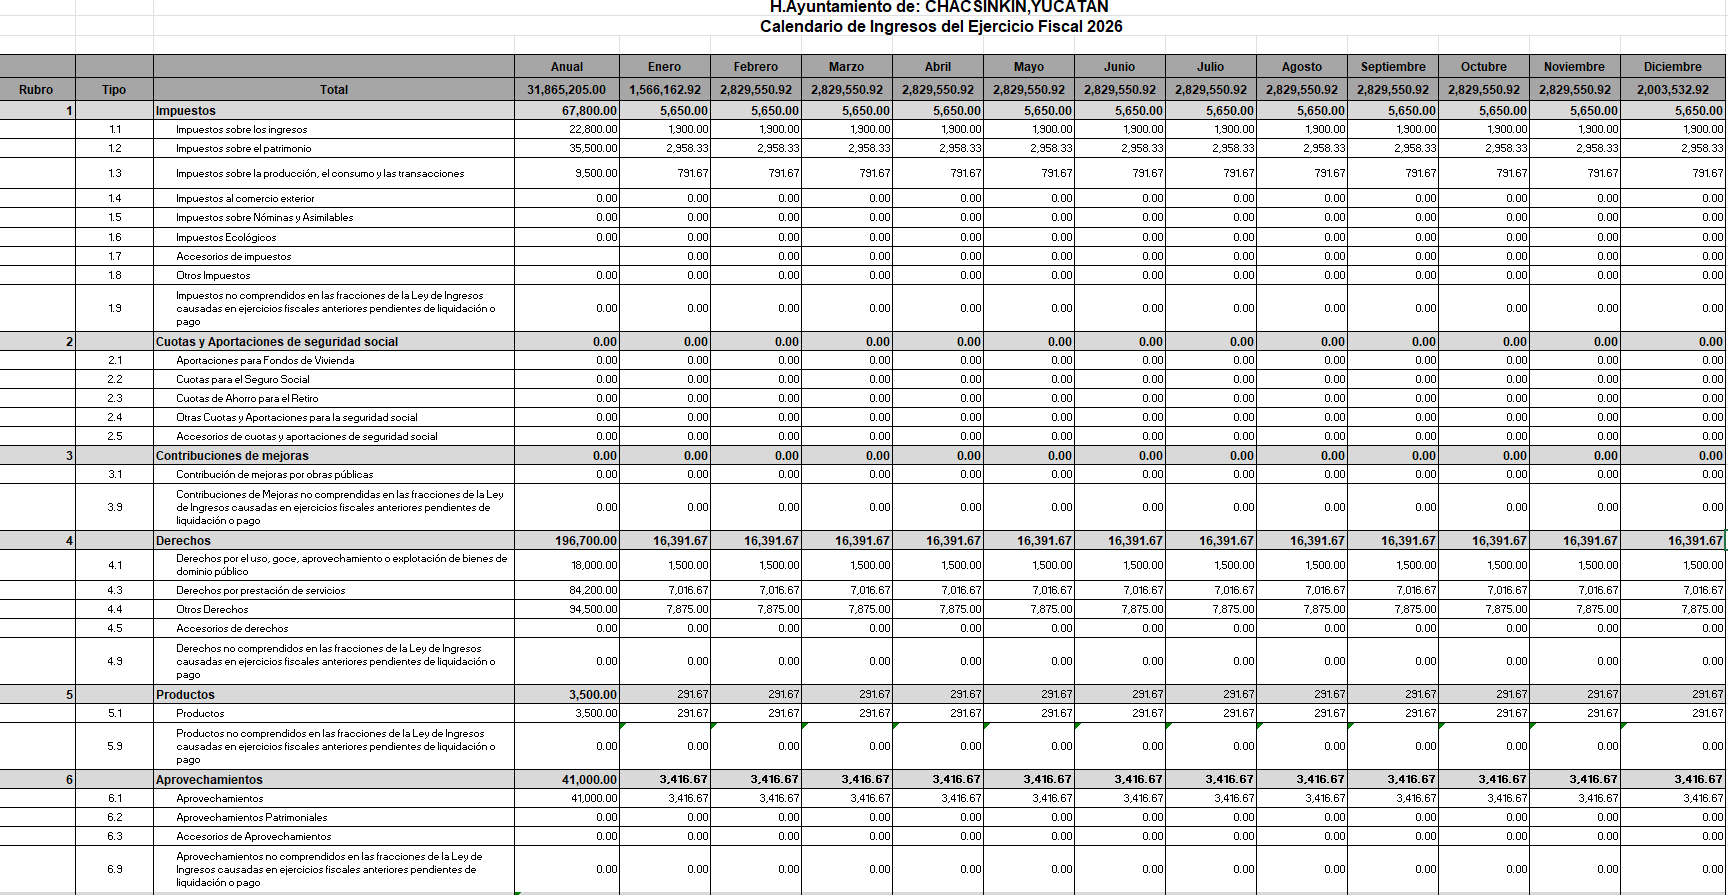 H.Ayuntamiento de: CHACSINKIN,YUCATAN
Calendario de Ingresos del Ejercicio Fiscal 2026
Anual Enero Febrero Marzo Abril Mayo Junio Julio Agosto Septiembre Octubre Noviembre Diciembre
Rubro Tipo Total 31,865,205.00 1,566,162.92 2,829,550.92 2,829,550.92 2,829,550.92 2,829,550.92 2,829,550.92 2,829,550.92 2,829,550.92 2,829,550.92 2,829,550.92 2,829,550.92 2,003,532.92
1 Impuestos 67,800.00 5,650.00 5,650.00 5,650.00 5,650.00 5,650.00 5,650.00 5,650.00 5,650.00 5,650.00 5,650.00 5,650.00 5,650.00
1.1 Impuestos sobre los ingresos 22,800.00 1,900.00 1,900.00 1,900.00 1,900.00 1,900.00 1,900.00 1,900.00 1,900.00 1,900.00 1,900.00 1,900.00 1,900.00
1.2 Impuestos sobre el patrimonio 35,500.00 2,958.33 2,958.33 2,958.33 2,958.33 2,958.33 2,958.33 2,958.33 2,958.33 2,958.33 2,958.33 2,958.33 2,958.33
1.3 Impuestos sobre la producción, el consumo y las transacciones 9,500.00 791.67 791.67 791.67 791.67 791.67 791.67 791.67 791.67 791.67 791.67 791.67 791.67
1.4 Impuestos al comercio exterior 0.00 0.00 0.00 0.00 0.00 0.00 0.00 0.00 0.00 0.00 0.00 0.00 0.00
1.5 Impuestos sobre Nóminas y Asimilables 0.00 0.00 0.00 0.00 0.00 0.00 0.00 0.00 0.00 0.00 0.00 0.00 0.00
1.6 Impuestos Ecológicos 0.00 0.00 0.00 0.00 0.00 0.00 0.00 0.00 0.00 0.00 0.00 0.00 0.00
1.7 Accesorios de impuestos 0.00 0.00 0.00 0.00 0.00 0.00 0.00 0.00 0.00 0.00 0.00 0.00
1.8 Otros Impuestos 0.00 0.00 0.00 0.00 0.00 0.00 0.00 0.00 0.00 0.00 0.00 0.00 0.00
Impuestos no comprendidos en las fracciones de la Ley de Ingresos
1.9 causadas en ejercicios fiscales anteriores pendientes de liquidación o 0.00 0.00 0.00 0.00 0.00 0.00 0.00 0.00 0.00 0.00 0.00 0.00 0.00
pago
2 Cuotas y Aportaciones de seguridad social 0.00 0.00 0.00 0.00 0.00 0.00 0.00 0.00 0.00 0.00 0.00 0.00 0.00
2.1 Aportaciones para Fondos de Vivienda 0.00 0.00 0.00 0.00 0.00 0.00 0.00 0.00 0.00 0.00 0.00 0.00 0.00
2.2 Cuotas para el Seguro Social 0.00 0.00 0.00 0.00 0.00 0.00 0.00 0.00 0.00 0.00 0.00 0.00 0.00
2.3 Cuotas de Ahorro para el Retiro 0.00 0.00 0.00 0.00 0.00 0.00 0.00 0.00 0.00 0.00 0.00 0.00 0.00
2.4 Otras Cuotas y Aportaciones para la seguridad social 0.00 0.00 0.00 0.00 0.00 0.00 0.00 0.00 0.00 0.00 0.00 0.00 0.00
2.5 Accesorios de cuotas y aportaciones de seguridad social 0.00 0.00 0.00 0.00 0.00 0.00 0.00 0.00 0.00 0.00 0.00 0.00 0.00
3 Contribuciones de mejoras 0.00 0.00 0.00 0.00 0.00 0.00 0.00 0.00 0.00 0.00 0.00 0.00 0.00
3.1 Contribución de mejoras por obras públicas 0.00 0.00 0.00 0.00 0.00 0.00 0.00 0.00 0.00 0.00 0.00 0.00 0.00
Contribuciones de Mejoras no comprendidas en las fracciones de la Ley
3.9 de Ingresos causadas en ejercicios fiscales anteriores pendientes de 0.00 0.00 0.00 0.00 0.00 0.00 0.00 0.00 0.00 0.00 0.00 0.00 0.00
liquidación o pago
4 Derechos 196,700.00 16,391.67 16,391.67 16,391.67 16,391.67 16,391.67 16,391.67 16,391.67 16,391.67 16,391.67 16,391.67 16,391.67 16,391.67
4.1 Derechos por el uso, goce, aprovechamiento o explotación de bienes de 18,000.00 1,500.00 1,500.00 1,500.00 1,500.00 1,500.00 1,500.00 1,500.00 1,500.00 1,500.00 1,500.00 1,500.00 1,500.00
dominio público
4.3 Derechos por prestación de servicios 84,200.00 7,016.67 7,016.67 7,016.67 7,016.67 7,016.67 7,016.67 7,016.67 7,016.67 7,016.67 7,016.67 7,016.67 7,016.67
4.4 Otros Derechos 94,500.00 7,875.00 7,875.00 7,875.00 7,875.00 7,875.00 7,875.00 7,875.00 7,875.00 7,875.00 7,875.00 7,875.00 7,875.00
4.5 Accesorios de derechos 0.00 0.00 0.00 0.00 0.00 0.00 0.00 0.00 0.00 0.00 0.00 0.00 0.00
Derechos no comprendidos en las fracciones de la Ley de Ingresos
4.9 causadas en ejercicios fiscales anteriores pendientes de liquidación o 0.00 0.00 0.00 0.00 0.00 0.00 0.00 0.00 0.00 0.00 0.00 0.00 0.00
pago
5 Productos 3,500.00 291.67 291.67 291.67 291.67 291.67 291.67 291.67 291.67 291.67 291.67 291.67 291.67
5.1 Productos 3,500.00 291.67 291.67 291.67 291.67 291.67 291.67 291.67 291.67 291.67 291.67 291.67 291.67
Productos no comprendidos en las fracciones de la Ley de Ingresos
5.9 causadas en ejercicios fiscales anteriores pendientes de liquidación o 0.00 0.00 0.00 0.00 0.00 0.00 0.00 0.00 0.00 0.00 0.00 0.00 0.00
pago
6 Aprovechamientos 41,000.00 3,416.67 3,416.67 3,416.67 3,416.67 3,416.67 3,416.67 3,416.67 3,416.67 3,416.67 3,416.67 3,416.67 3,416.67
6.1 Aprovechamientos 41,000.00 3,416.67 3,416.67 3,416.67 3,416.67 3,416.67 3,416.67 3,416.67 3,416.67 3,416.67 3,416.67 3,416.67 3,416.67
6.2 Aprovechamientos Patrimoniales 0.00 0.00 0.00 0.00 0.00 0.00 0.00 0.00 0.00 0.00 0.00 0.00 0.00
6.3 Accesorios de Aprovechamientos 0.00 0.00 0.00 0.00 0.00 0.00 0.00 0.00 0.00 0.00 0.00 0.00 0.00
Aprovechamientos no comprendidos en las fracciones de la Ley de
6.9 Ingresos causadas en ejercicios fiscales anteriores pendientes de 0.00 0.00 0.00 0.00 0.00 0.00 0.00 0.00 0.00 0.00 0.00 0.00 0.00
liquidación o pago